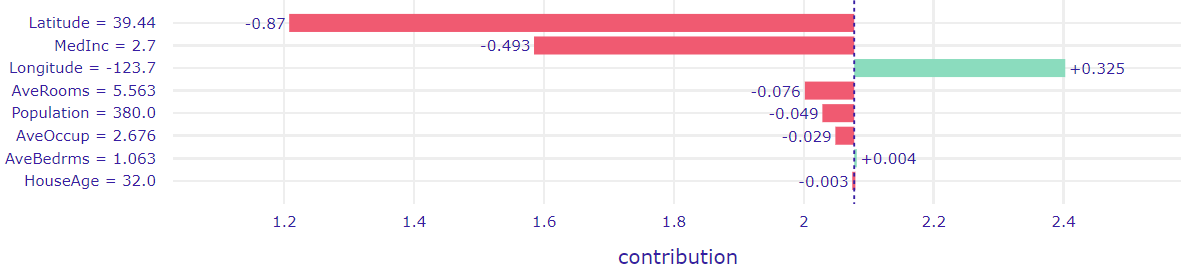 Latitude = 39.44 -0.87
MedInc = 2.7 -0.493
Longitude = -123.7 +0.325
AveRooms = 5.563 -0.076
Population = 380.0 -0.049
AveOccup = 2.676 -0.029
AveBedrms = 1.063 +0.004
HouseAge = 32.0 -0.003
1.2 1.4 1.6 1.8 2 2.2 2.4
contribution